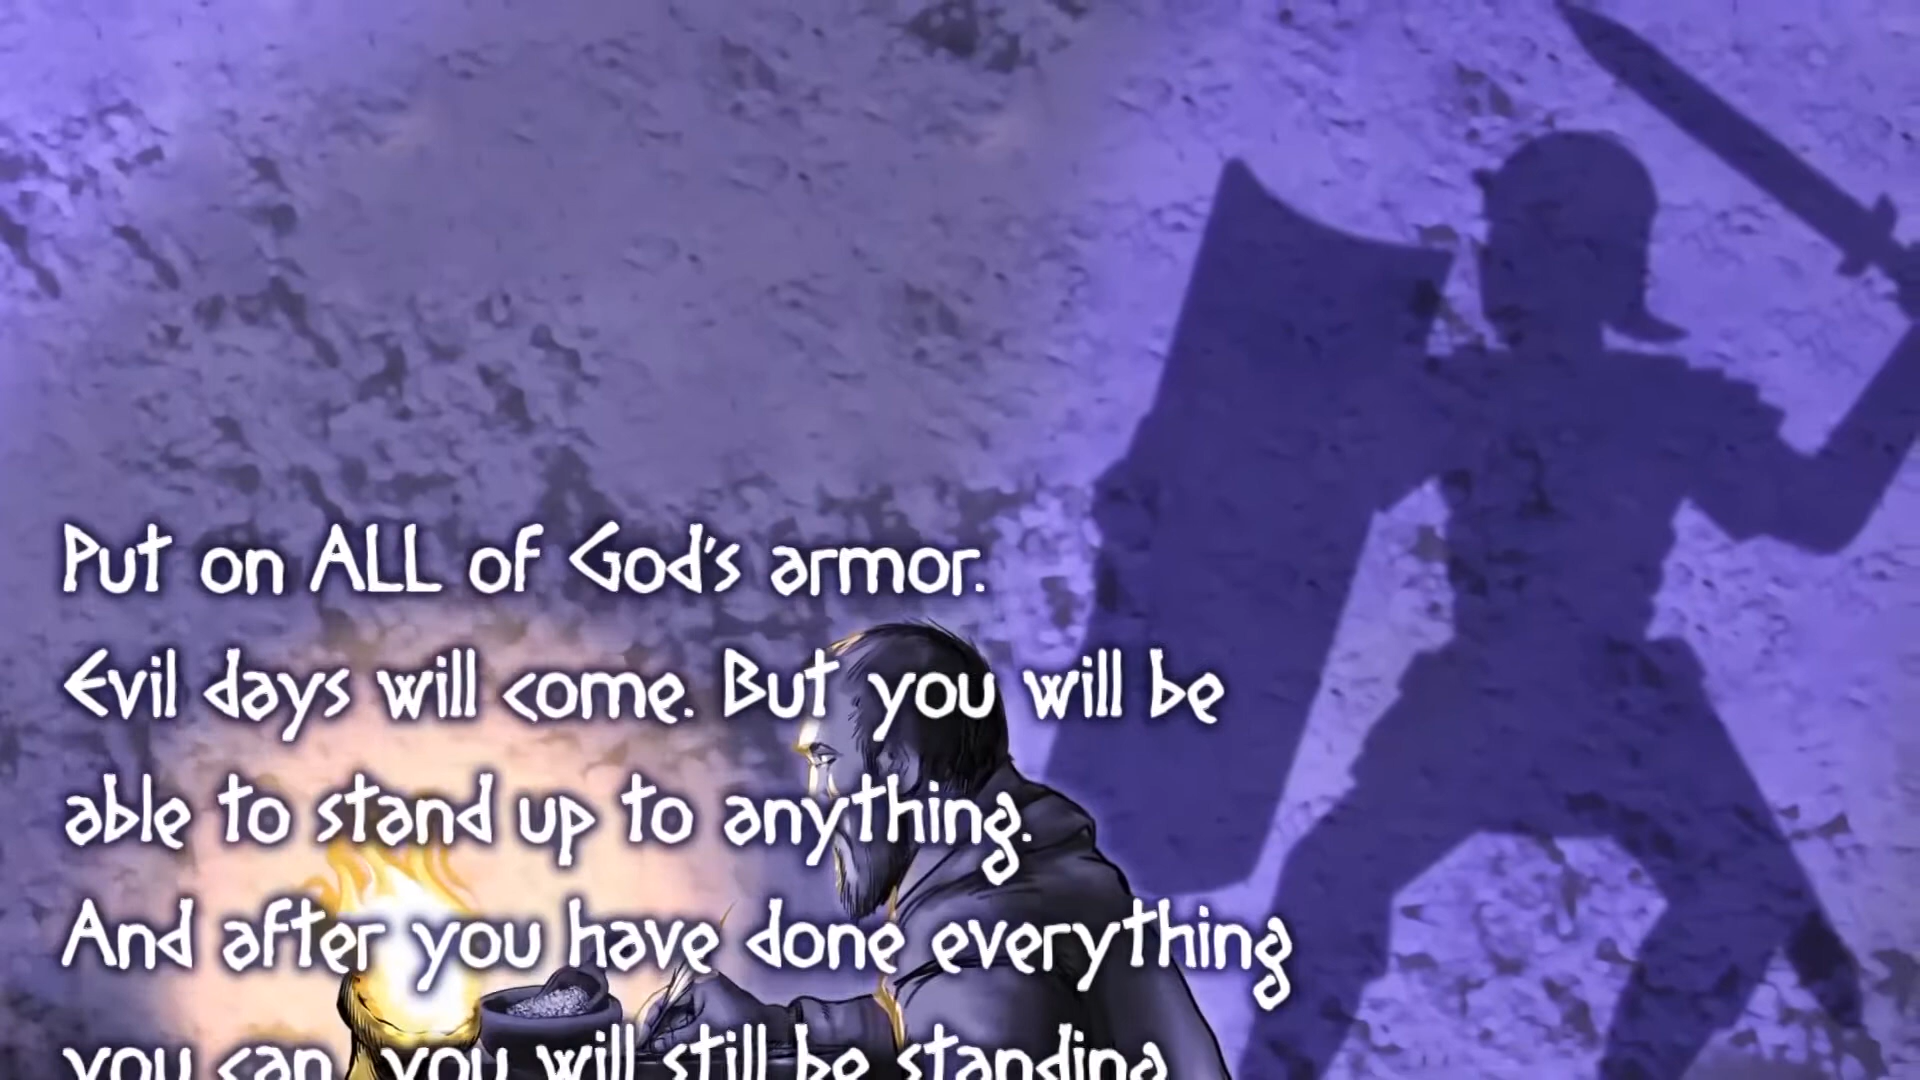 Put on ALL of God's armor.
Evil days will come. But you will be
able to stand up to anything.
And after you have done everything
you can, you will still be standing.